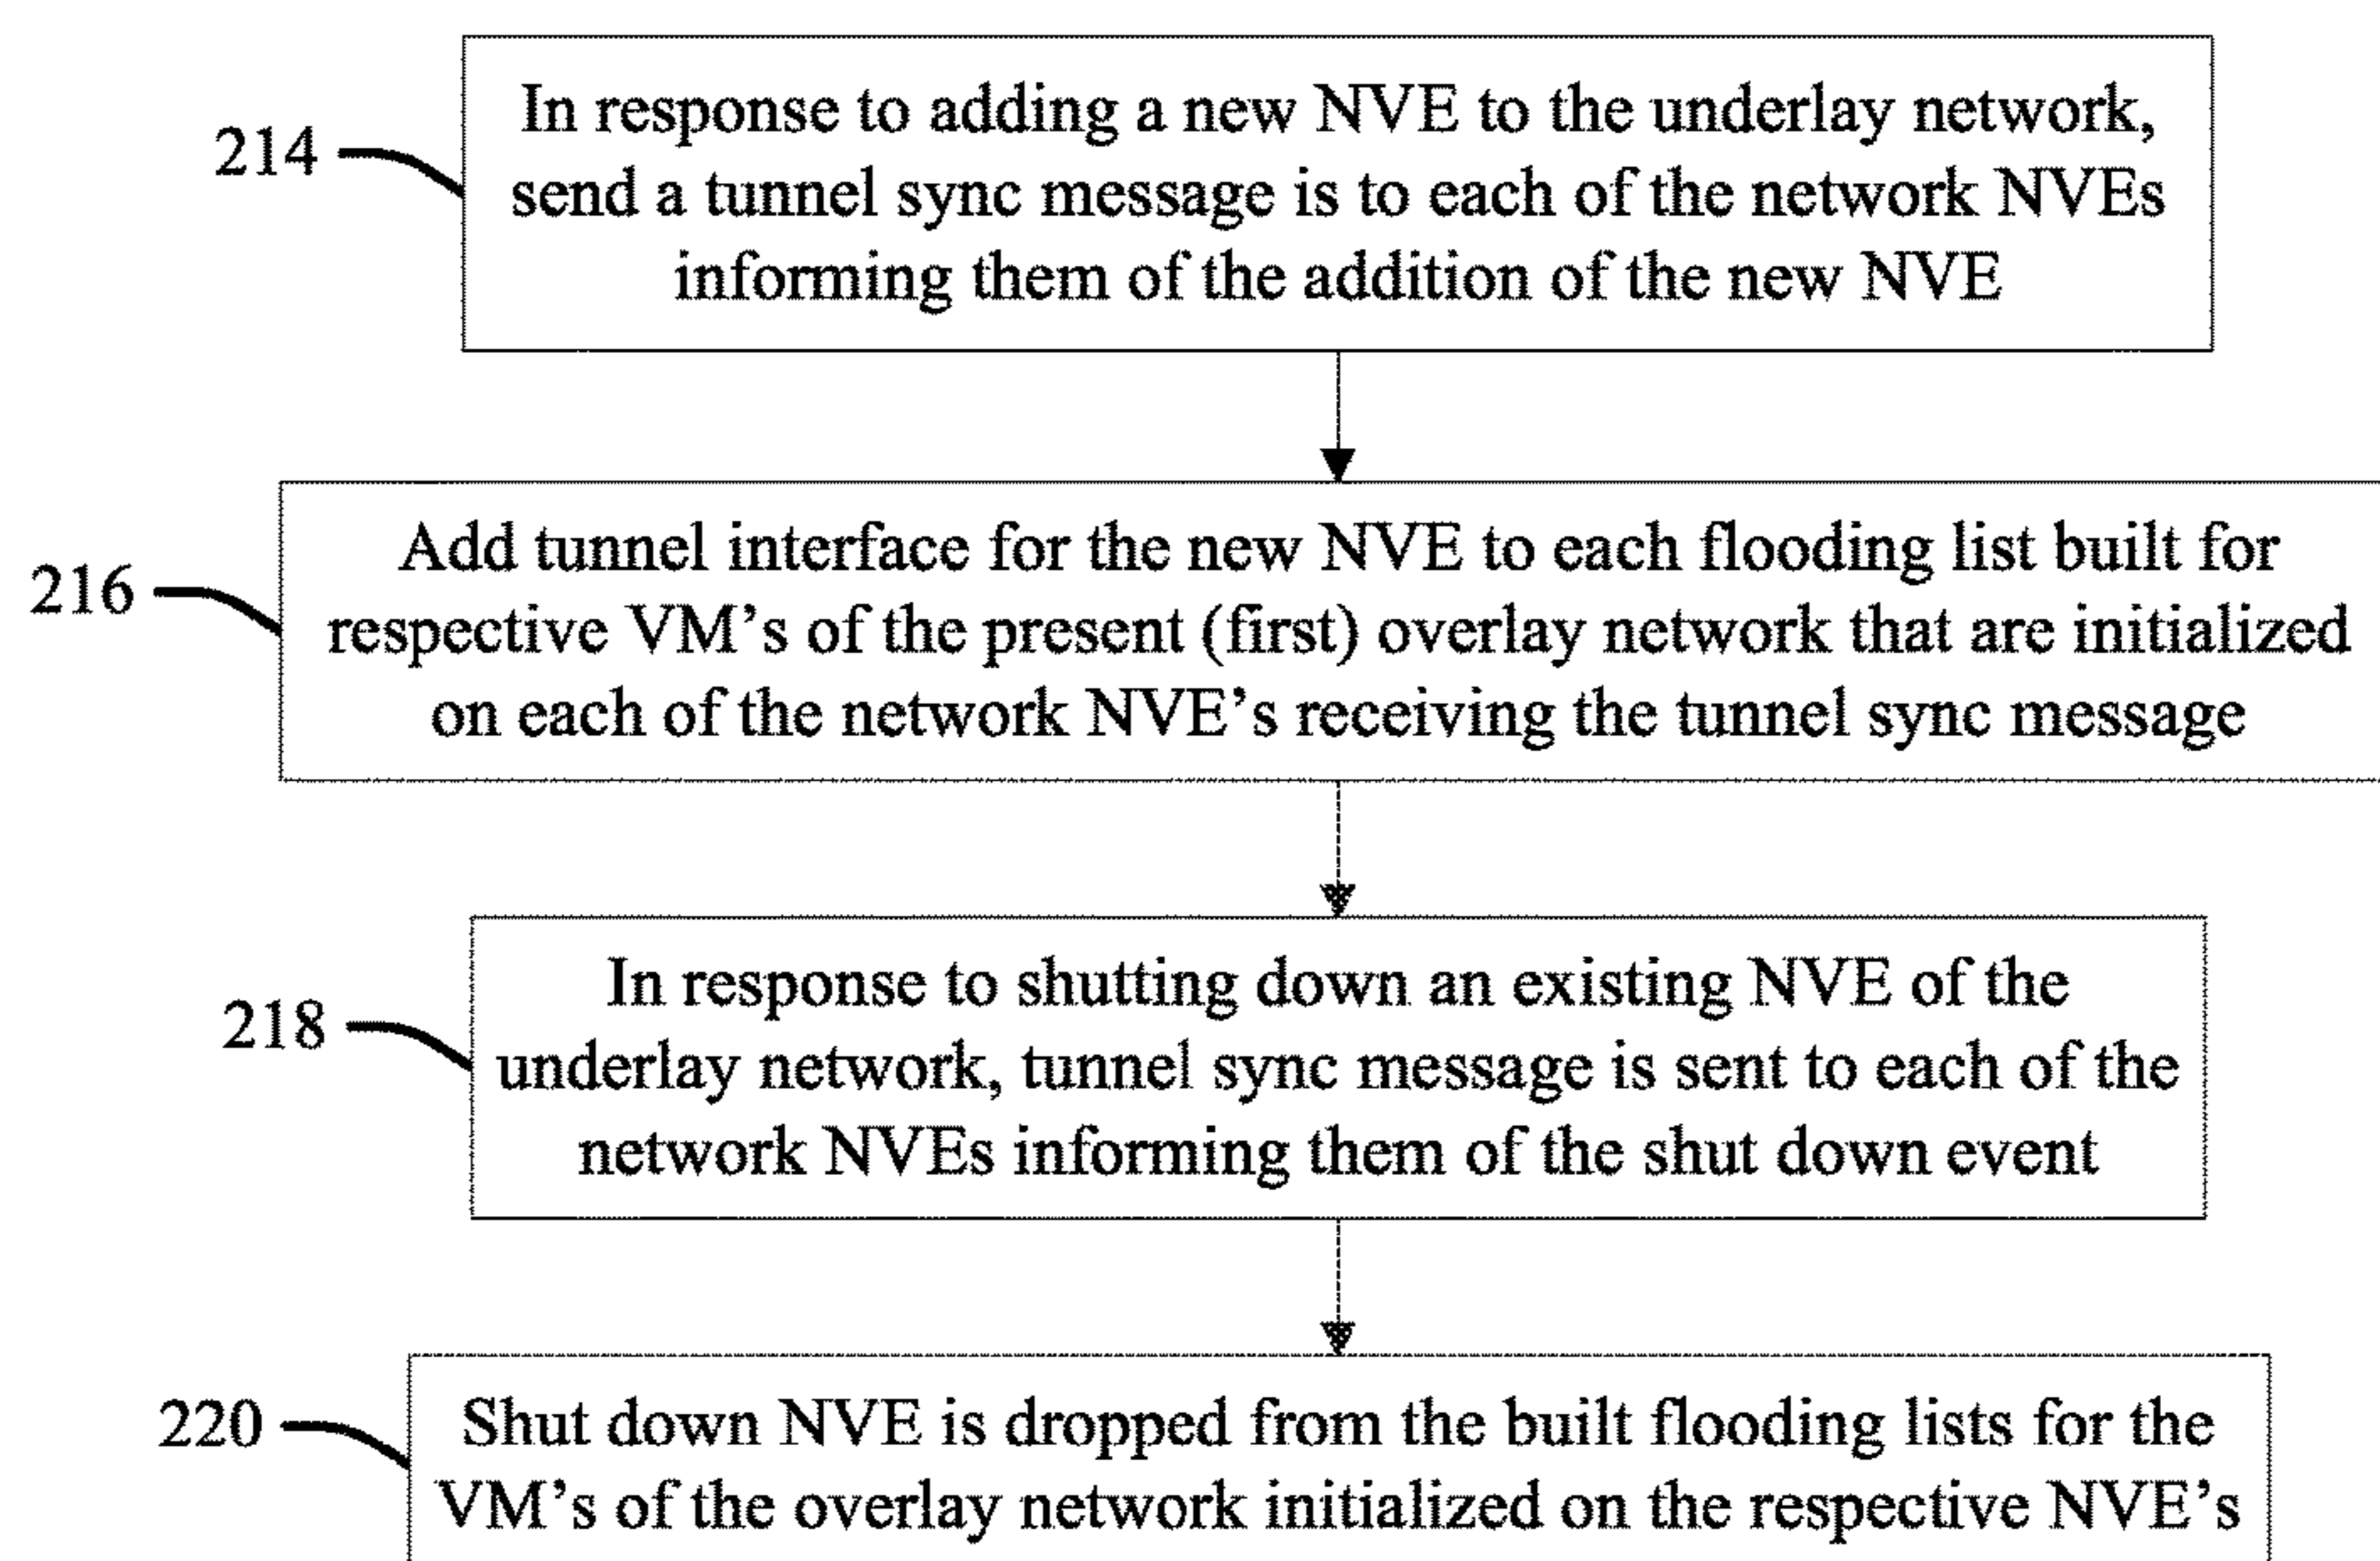 214
In response to adding a new NVE to the underlay network,
send a tunnel sync message is to each of the network NVEs
informing them of the addition of the new NVE
216
Add tunnel interface for the new NVE to each flooding list built for
respective VM's of the present (first) overlay network that are initialized
on each of the network NVE's receiving the tunnel sync message
218
In response to shutting down an existing NVE of the
underlay network, tunnel sync message is sent to each of the
network NVEs informing them of the shut down event
220
Shut down NVE is dropped from the built flooding lists for the
VM's of the overlay network initialized on the respective NVE's